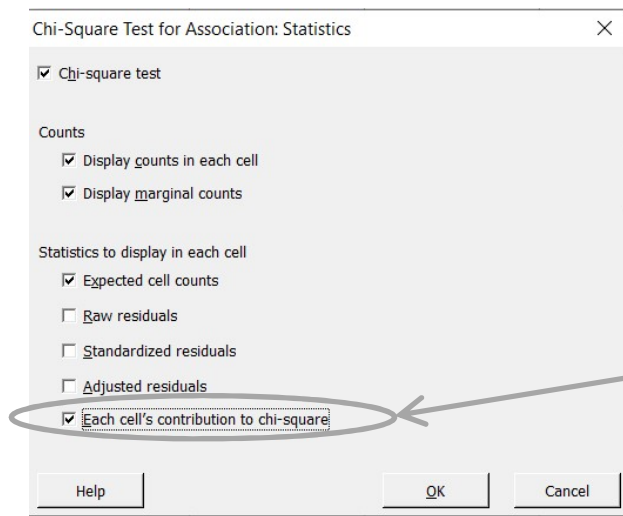 Chi-Square Test for Association: Statistics
Chi-square test
Counts
Display counts in each cell
Display marginal counts
Statistics to display in each cell
Expected cell counts
Raw residuals
Standardized residuals
Adjusted residuals
Each cell's contribution to chi-square
Help OK Cancel